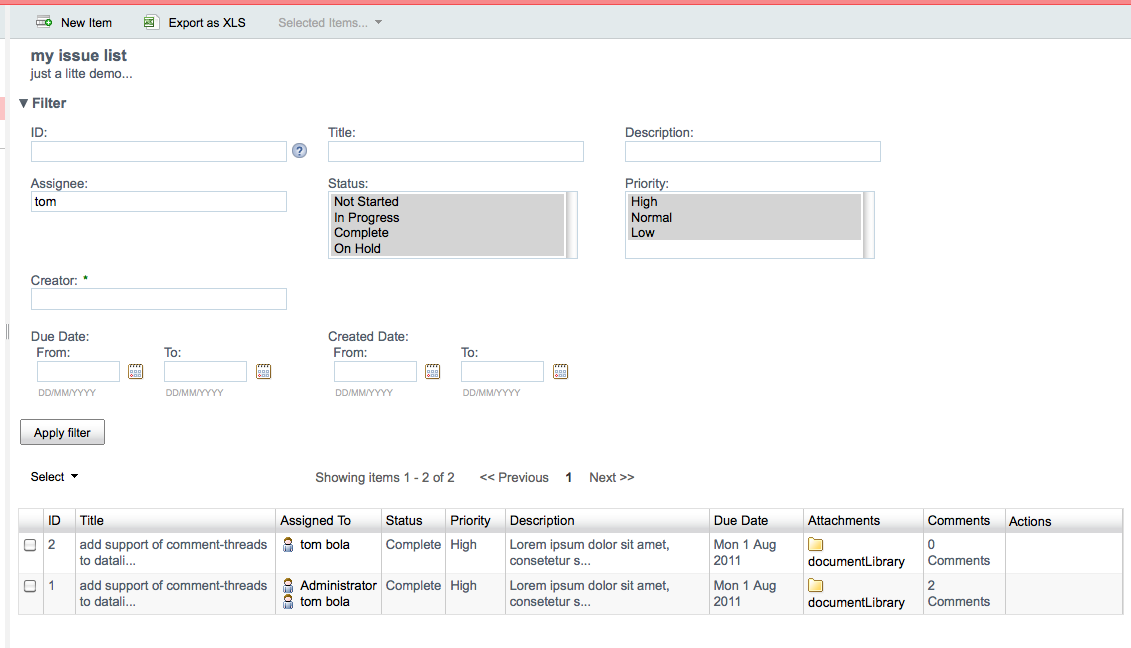 New Item Export as XLS Selected Items...
my issue list
just a litte demo...
Filter
ID: Title: Description:
?
Assignee: Status: Priority:
tom Not Started High
In Progress Normal
Complete Low
On Hold
Creator: *
Due Date: Created Date:
From: To: From: To:
DD/MM/YYYY DD/MM/YYYY DD/MM/YYYY DD/MM/YYYY
Apply filter
Select Showing items 1 - 2 of 2 << Previous 1 Next >>
ID Title Assigned To Status Priority Description Due Date Attachments Comments Actions
2 add support of comment-threads tom bola Complete High Lorem ipsum dolor sit amet, Mon 1 Aug 0
to datali... consetetur s... 2011 documentLibrary Comments
1 add support of comment-threads Administrator Complete High Lorem ipsum dolor sit amet, Mon 1 Aug 2
to datali... tom bola consetetur s... 2011 documentLibrary Comments